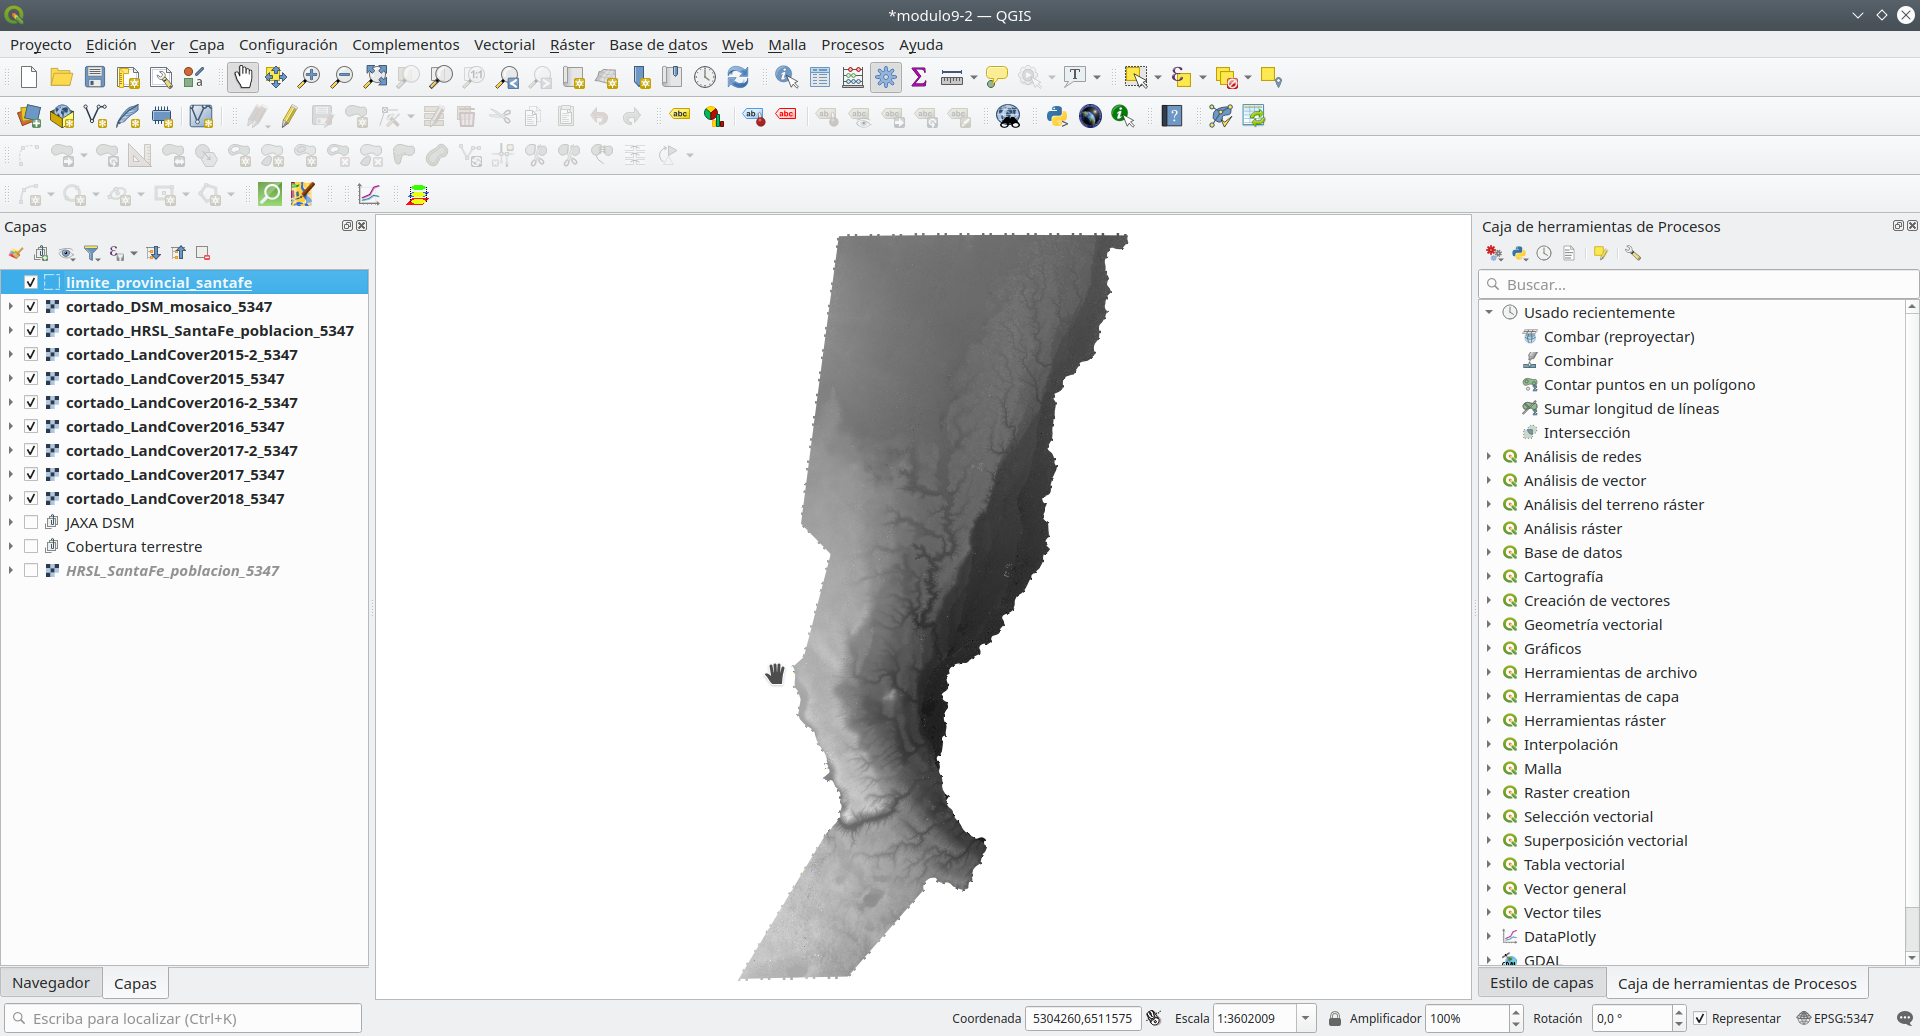 *modulo9-2 — QGIS
Proyecto Edición Ver Capa Configuración Complementos Vectorial Ráster Base de datos Web Malla Procesos Ayuda
Capas
limite_provincial_santafe
cortado_DSM_mosaico_5347
cortado_HRSL_SantaFe_poblacion_5347
cortado_LandCover2015-2_5347
cortado_LandCover2015_5347
cortado_LandCover2016-2_5347
cortado_LandCover2016_5347
cortado_LandCover2017-2_5347
cortado_LandCover2017_5347
cortado_LandCover2018_5347
JAXA DSM
Cobertura terrestre
HRSL_SantaFe_poblacion_5347
Navegador Capas
Caja de herramientas de Procesos
Buscar...
Usado recientemente
Combar (reproyectar)
Combinar
Contar puntos en un polígono
Sumar longitud de líneas
Intersección
Análisis de redes
Análisis de vector
Análisis del terreno ráster
Análisis ráster
Base de datos
Cartografía
Creación de vectores
Geometría vectorial
Gráficos
Herramientas de archivo
Herramientas de capa
Herramientas ráster
Interpolación
Malla
Raster creation
Selección vectorial
Superposición vectorial
Tabla vectorial
Vector general
Vector tiles
DataPlotly
GDAL
Estilo de capas Caja de herramientas de Procesos
Escriba para localizar (Ctrl+K) Coordenada 5304260,6511575 Escala 1:3602009 Amplificador 100% Rotación 0,0 ° Representar EPSG:5347